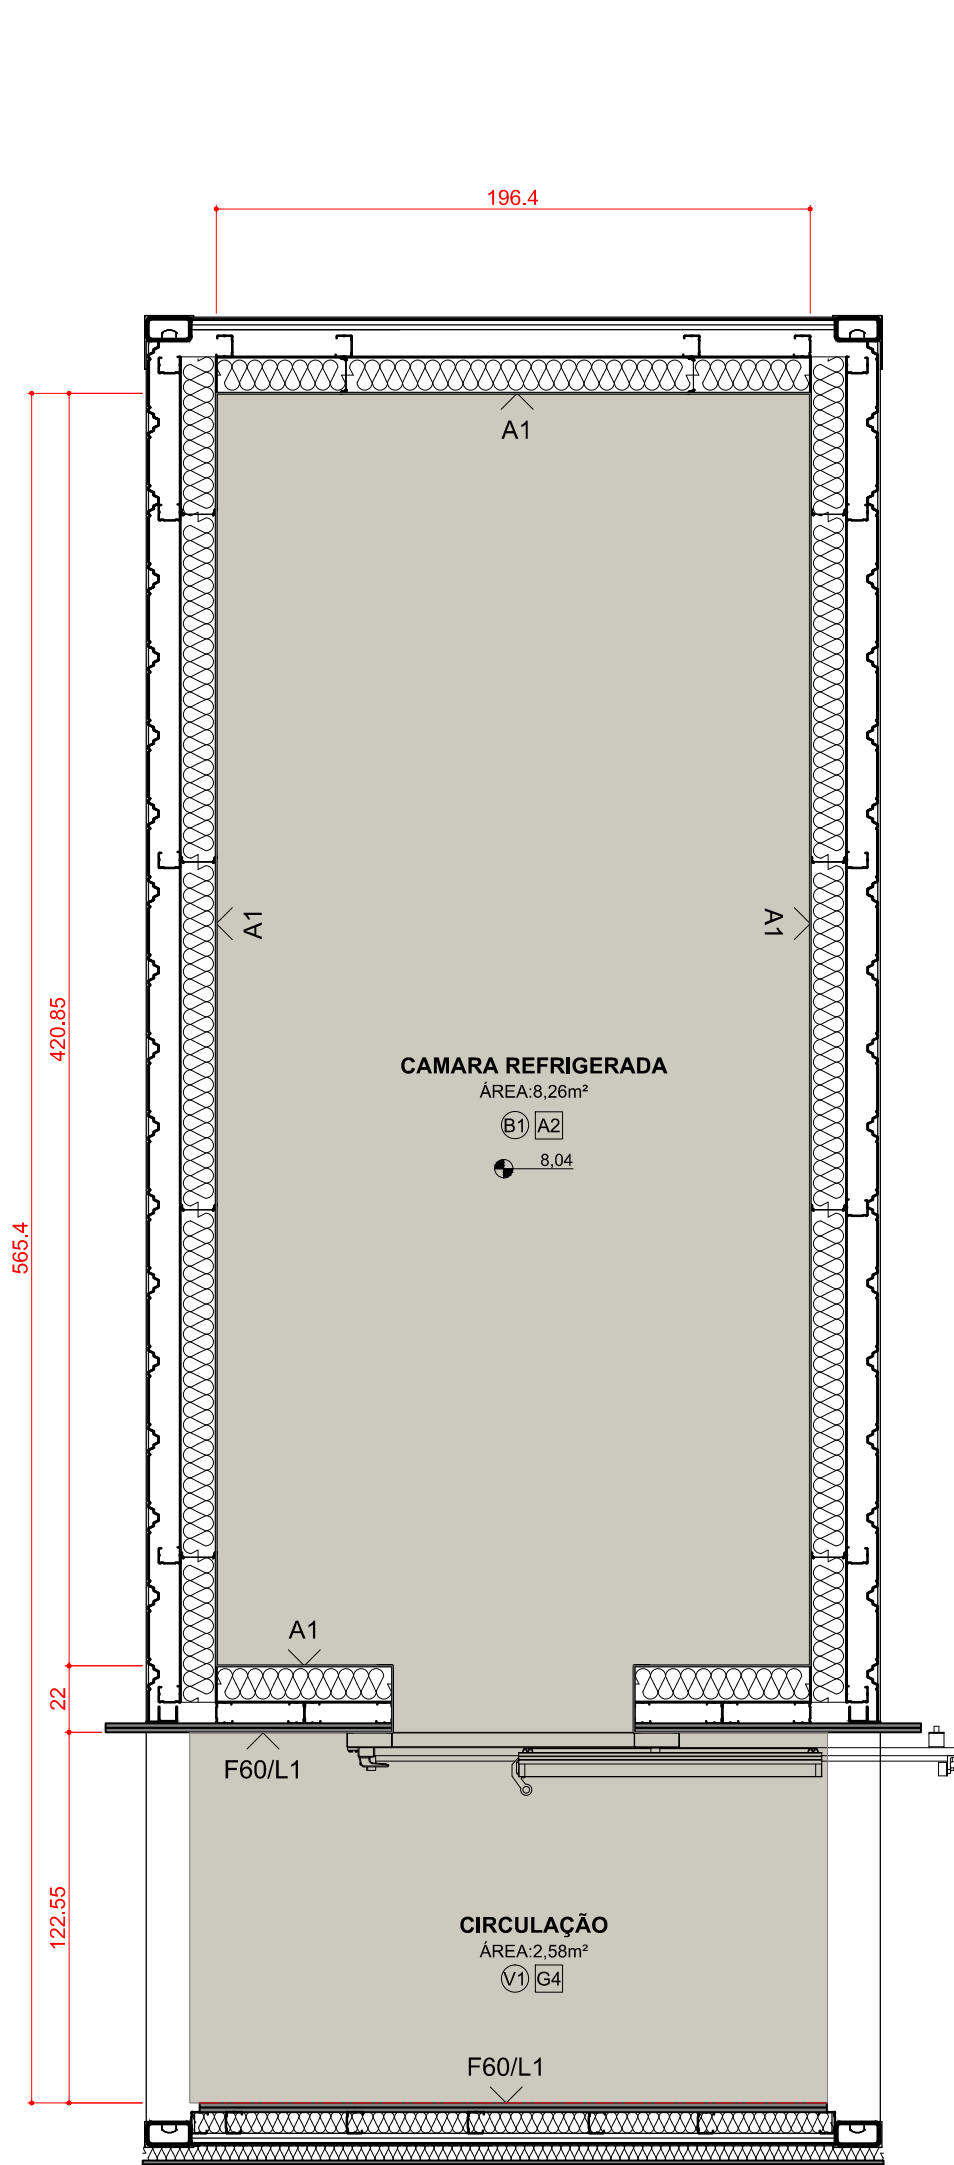 196.4
A1
A1
A1
420.85
565.4
CAMARA REFRIGERADA
ÁREA:8,26m²
B1 A2
8,04
A1
22
F60/L1
122.55
CIRCULAÇÃO
ÁREA:2,58m²
V1 G4
F60/L1